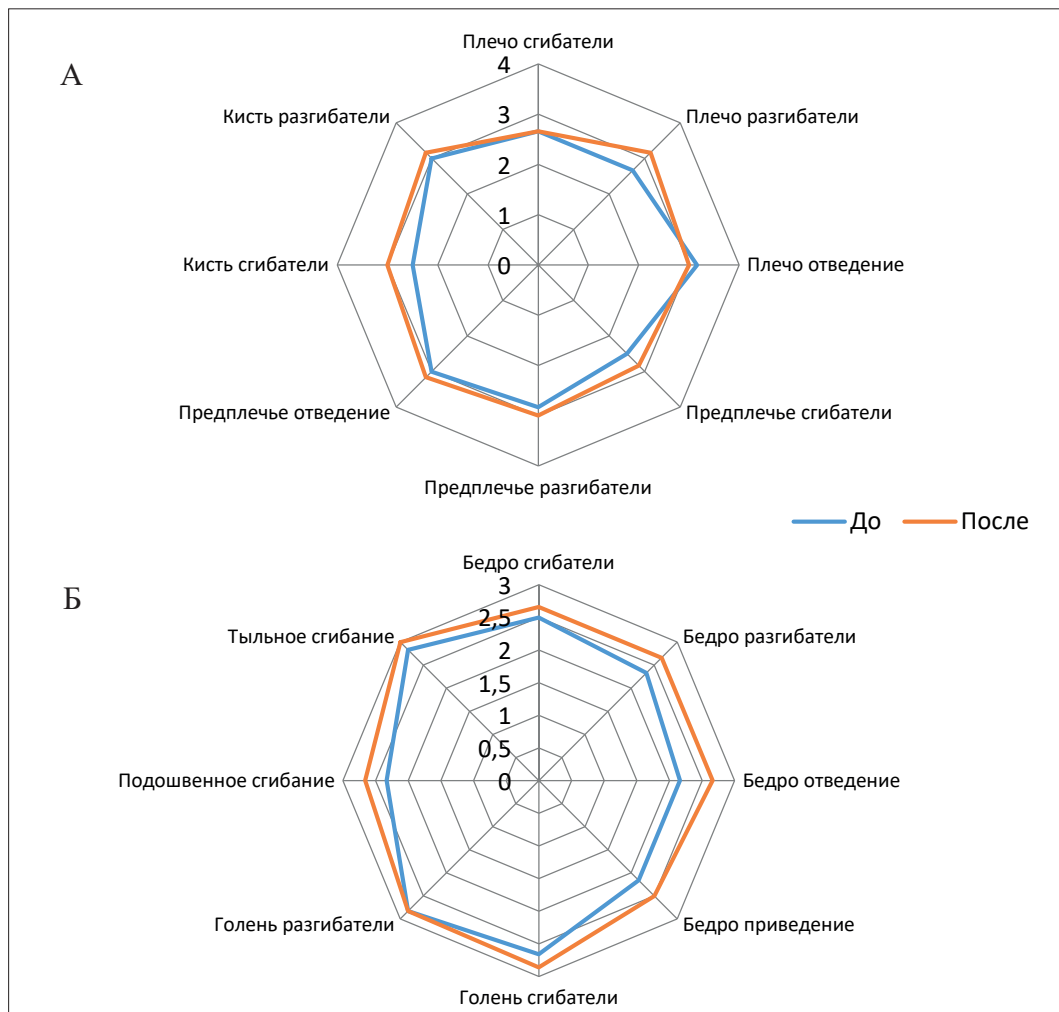 Плечо сгибатели
А
4
Кисть разгибатели
Плечо разгибатели
3
2
1
Кисть сгибатели
0
Плечо отведение
Предплечье отведение
Предплечье сгибатели
Предплечье разгибатели
До
После
Бедро сгибатели
Б
3
Тыльное сгибание
2,5
Бедро разгибатели
2
1,5
1
0,5
Подошвенное сгибание
0
Бедро отведение
Голень разгибатели
Бедро приведение
Голень сгибатели